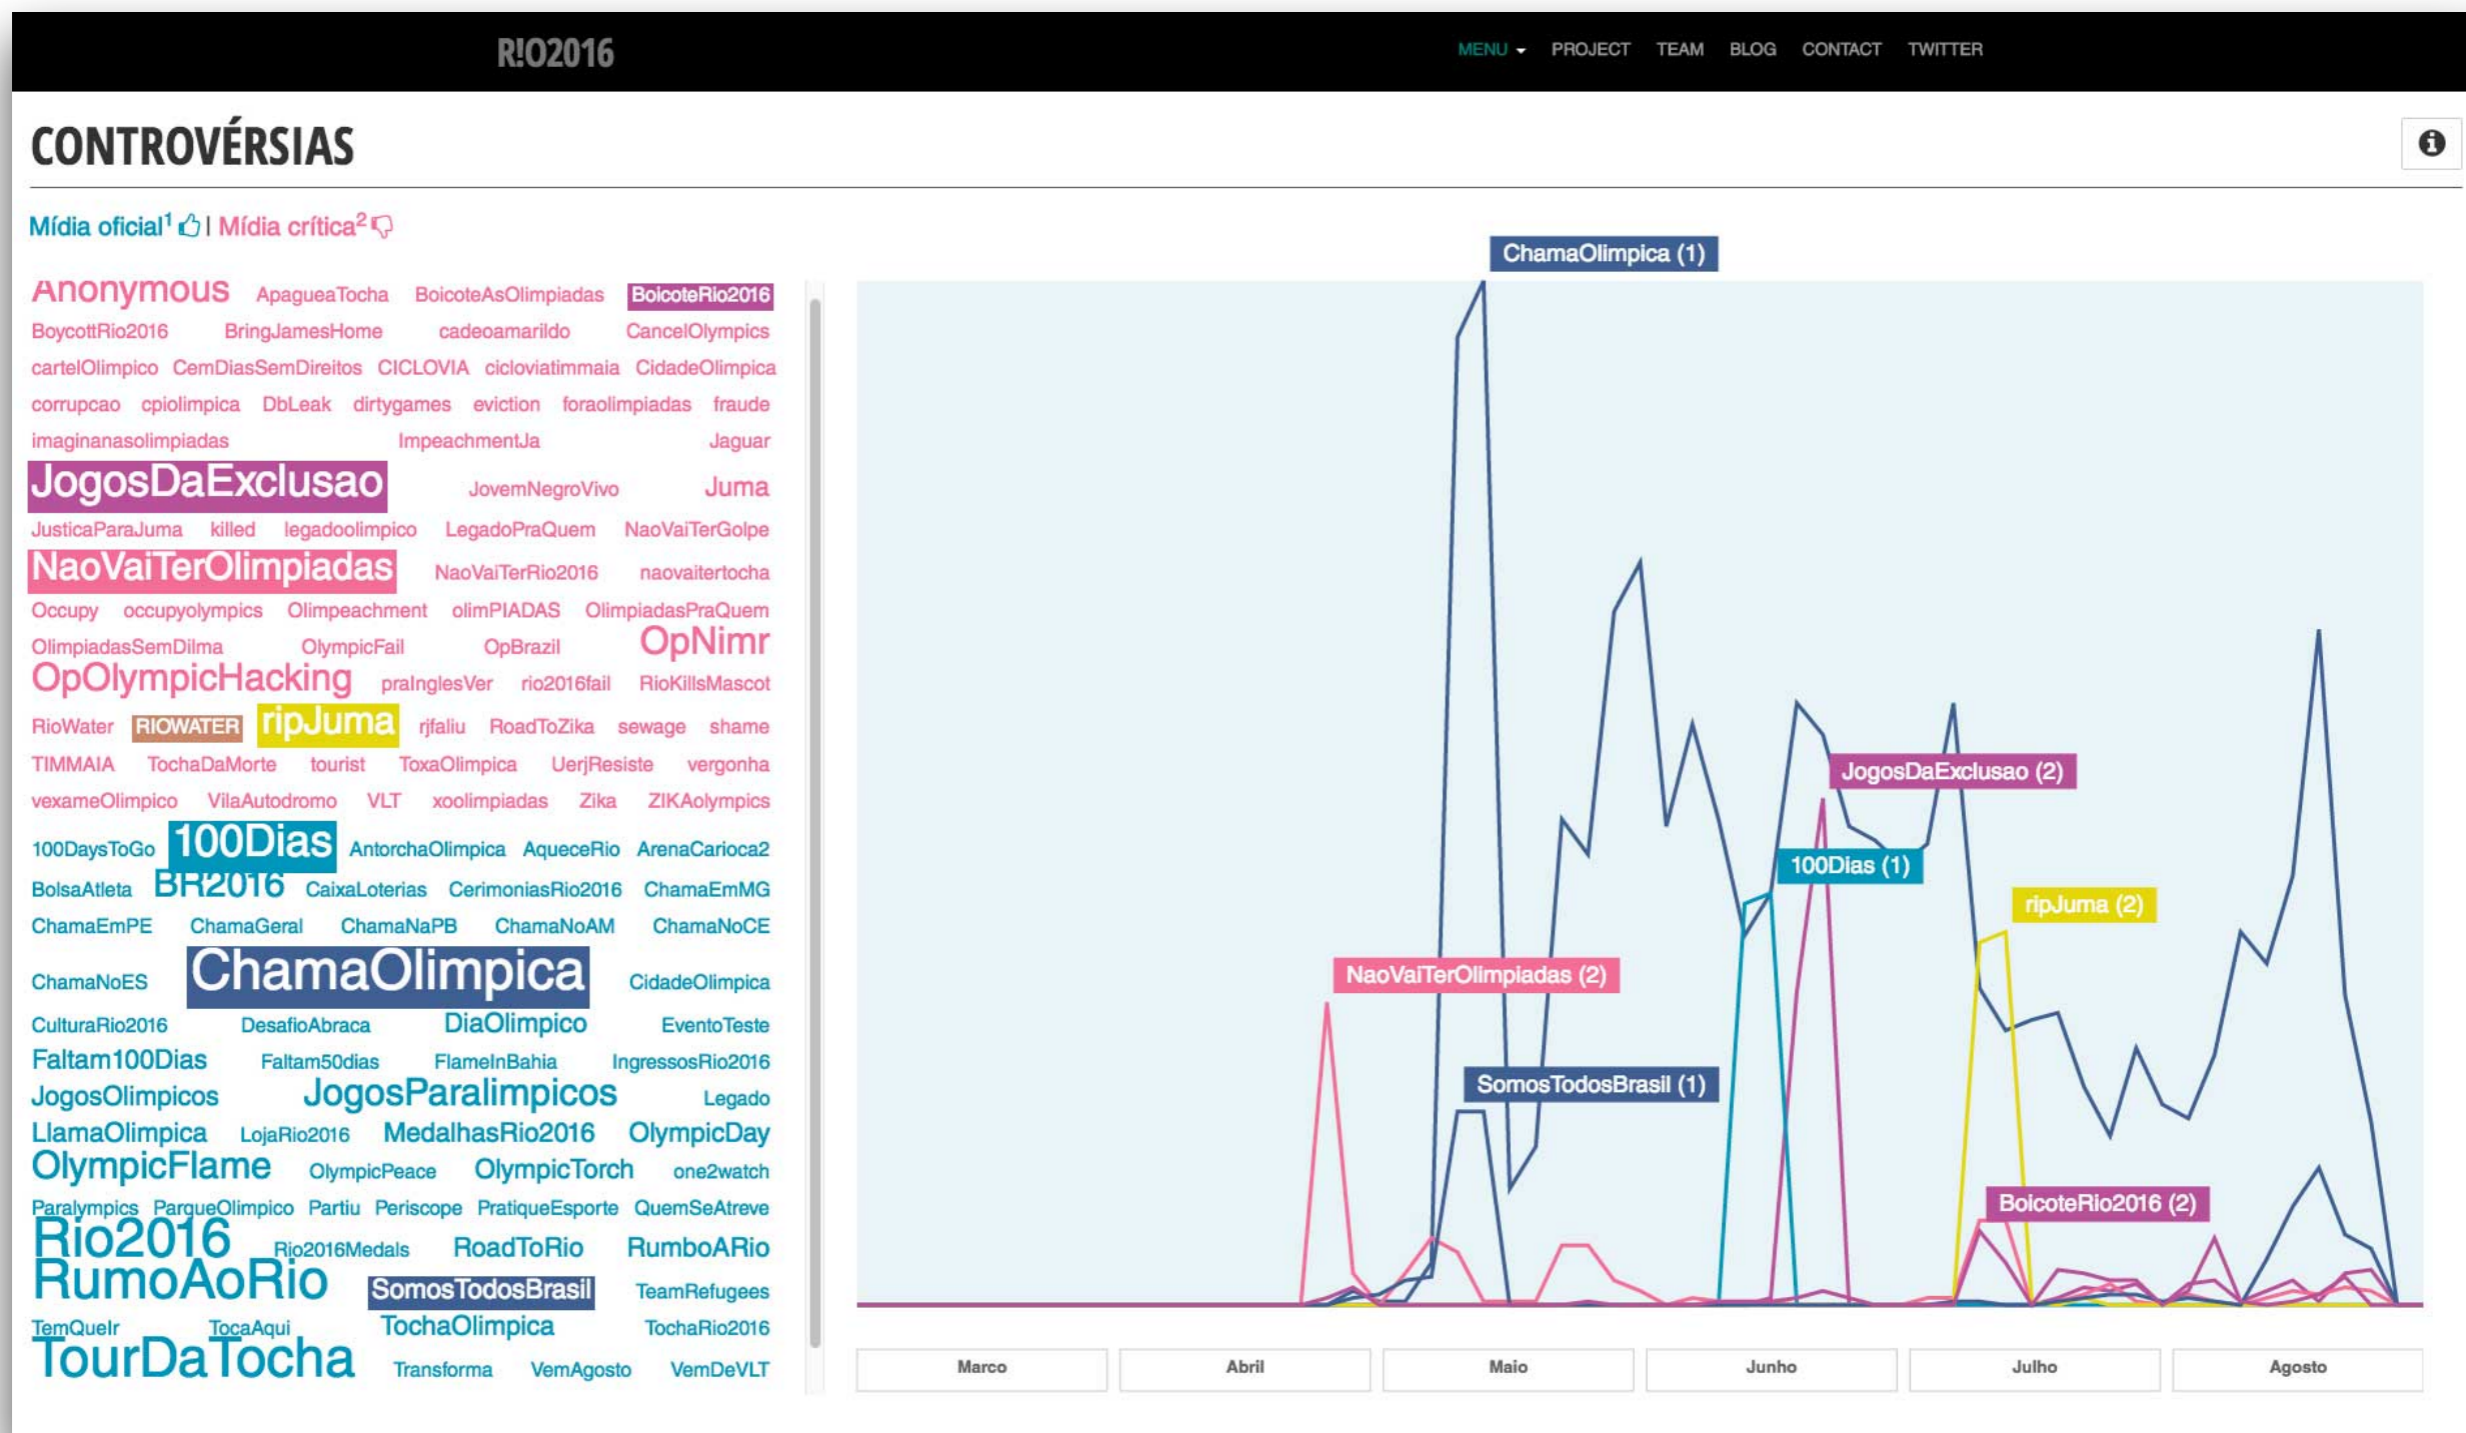 R!O2016
MENU PROJECT TEAM BLOG CONTACT TWITTER
CONTROVÉRSIAS
Mídia oficial¹ | Mídia crítica²
Anonymous ApagueaTocha BoicoteAsOlimpiadas BoicoteRio2016
BoycottRio2016 BringJamesHome cadeoamarildo CancelOlympics
cartelOlimpico CemDiasSemDireitos CICLOVIA cicloviatimmaia CidadeOlimpica
corrupcao cpiolimpica DbLeak dirtygames eviction foraolimpiadas fraude
imaginanasolimpiadas ImpeachmentJa Jaguar
JogosDaExclusao JovemNegroVivo Juma
JusticaParaJuma killed legadoolimpico LegadoPraQuem NaoVaiTerGolpe
NaoVaiTerOlimpiadas NaoVaiTerRio2016 naovaitertocha
Occupy occupyolympics Olimpeachment olimPIADAS OlimpiadasPraQuem
OlimpiadasSemDilma OlympicFail OpBrazil OpNimr
OpOlympicHacking praInglesVer rio2016fail RioKillsMascot
RioWater RIOWATER ripJuma rjfaliu RoadToZika sewage shame
TIMMAIA TochaDaMorte tourist ToxaOlimpica UerjResiste vergonha
vexameOlimpico VilaAutodromo VLT xoolimpiadas Zika ZIKAolympics
100DaysToGo 100Dias AntorchaOlimpica AqueceRio ArenaCarioca2
BolsaAtleta BR2016 CaixaLoterias CerimoniasRio2016 ChamaEmMG
ChamaEmPE ChamaGeral ChamaNaPB ChamaNoAM ChamaNoCE
ChamaNoES ChamaOlimpica CidadeOlimpica
CulturaRio2016 DesafioAbraca DiaOlimpico EventoTeste
Faltam100Dias Faltam50dias FlameInBahia IngressosRio2016
JogosOlimpicos JogosParalimpicos Legado
LlamaOlimpica LojaRio2016 MedalhasRio2016 OlympicDay
OlympicFlame OlympicPeace OlympicTorch one2watch
Paralympics ParqueOlimpico Partiu Periscope PratiqueEsporte QuemSeAtreve
Rio2016 Rio2016Medals RoadToRio RumboARio
RumoAoRio SomosTodosBrasil TeamRefugees
TemQueIr TocaAqui TochaOlimpica TochaRio2016
TourDaTocha Transforma VemAgosto VemDeVLT
ChamaOlimpica (1)
JogosDaExclusao (2)
100Dias (1)
ripJuma (2)
NaoVaiTerOlimpiadas (2)
SomosTodosBrasil (1)
BoicoteRio2016 (2)
Marco Abril Maio Junho Julho Agosto